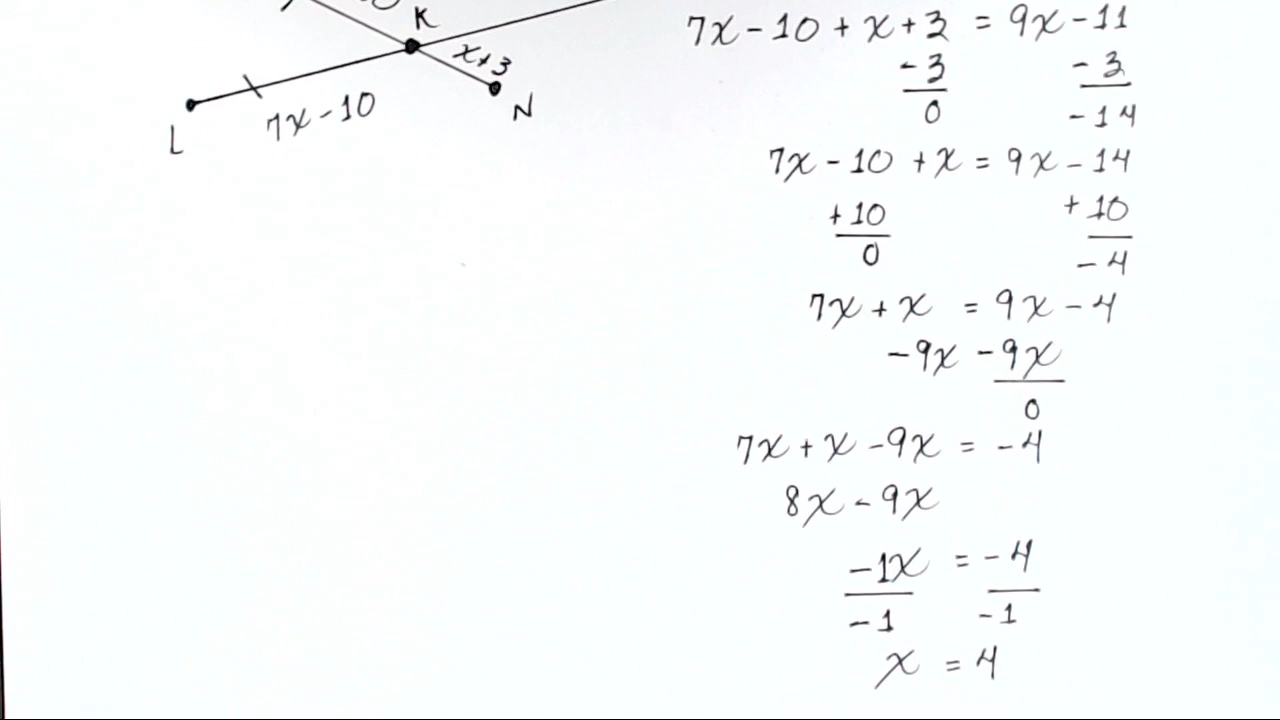 K
x+3
N
7x-10
L
7x-10+x+3 = 9x-11
-3 -3
0 -14
7x-10+x = 9x-14
+10 +10
0 -4
7x+x = 9x-4
-9x -9x
0
7x+x-9x = -4
8x-9x
-1x = -4
-1 -1
x = 4